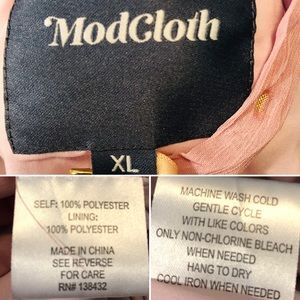 ModCloth
XL
SELF: 100% POLYESTER
LINING:
100% POLYESTER
MADE IN CHINA
SEE REVERSE
FOR CARE
RN# 138432
MACHINE WASH COLD
GENTLE CYCLE
WITH LIKE COLORS
ONLY NON-CHLORINE BLEACH
WHEN NEEDED
HANG TO DRY
COOL IRON WHEN NEEDED